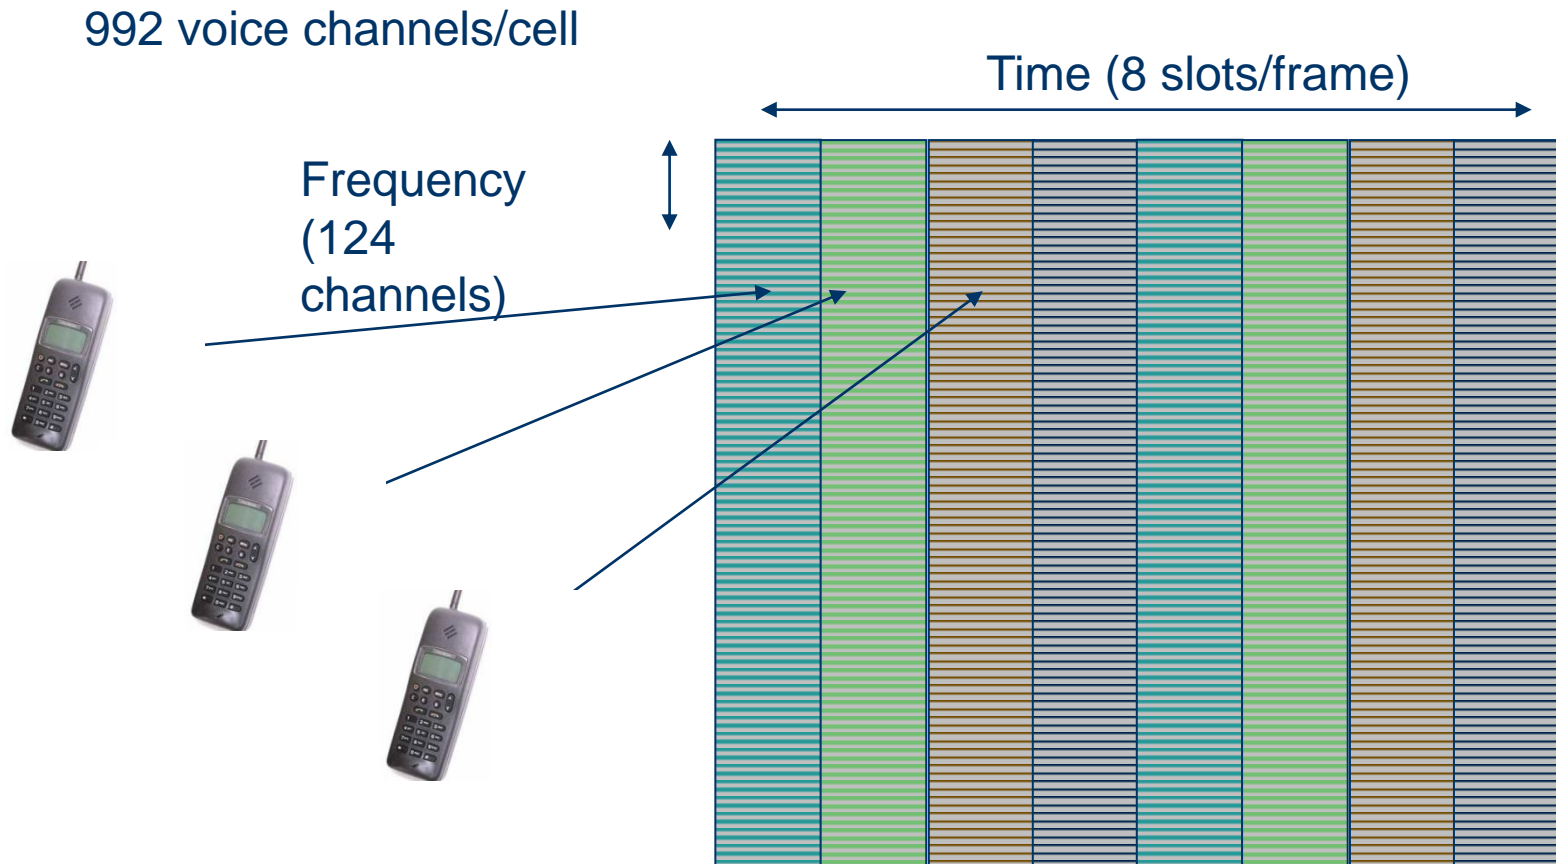 992 voice channels/cell
Time (8 slots/frame)
Frequency
(124
channels)